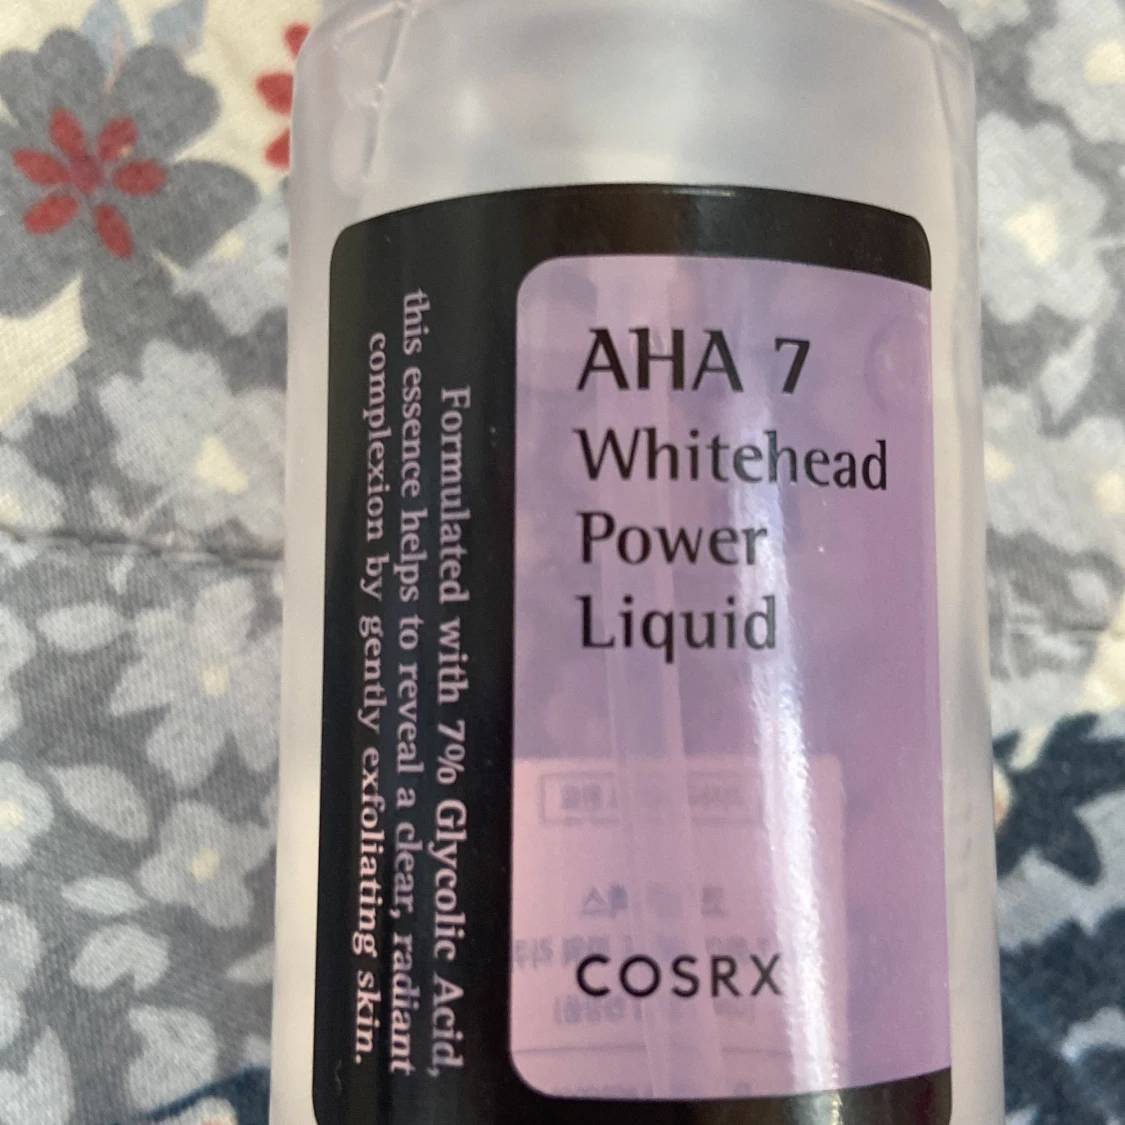 AHA 7
Whitehead
Power
Liquid
COSRX
Formulated with 7% Glycolic Acid,
this essence helps to reveal a clear, radiant
complexion by gently exfoliating skin.